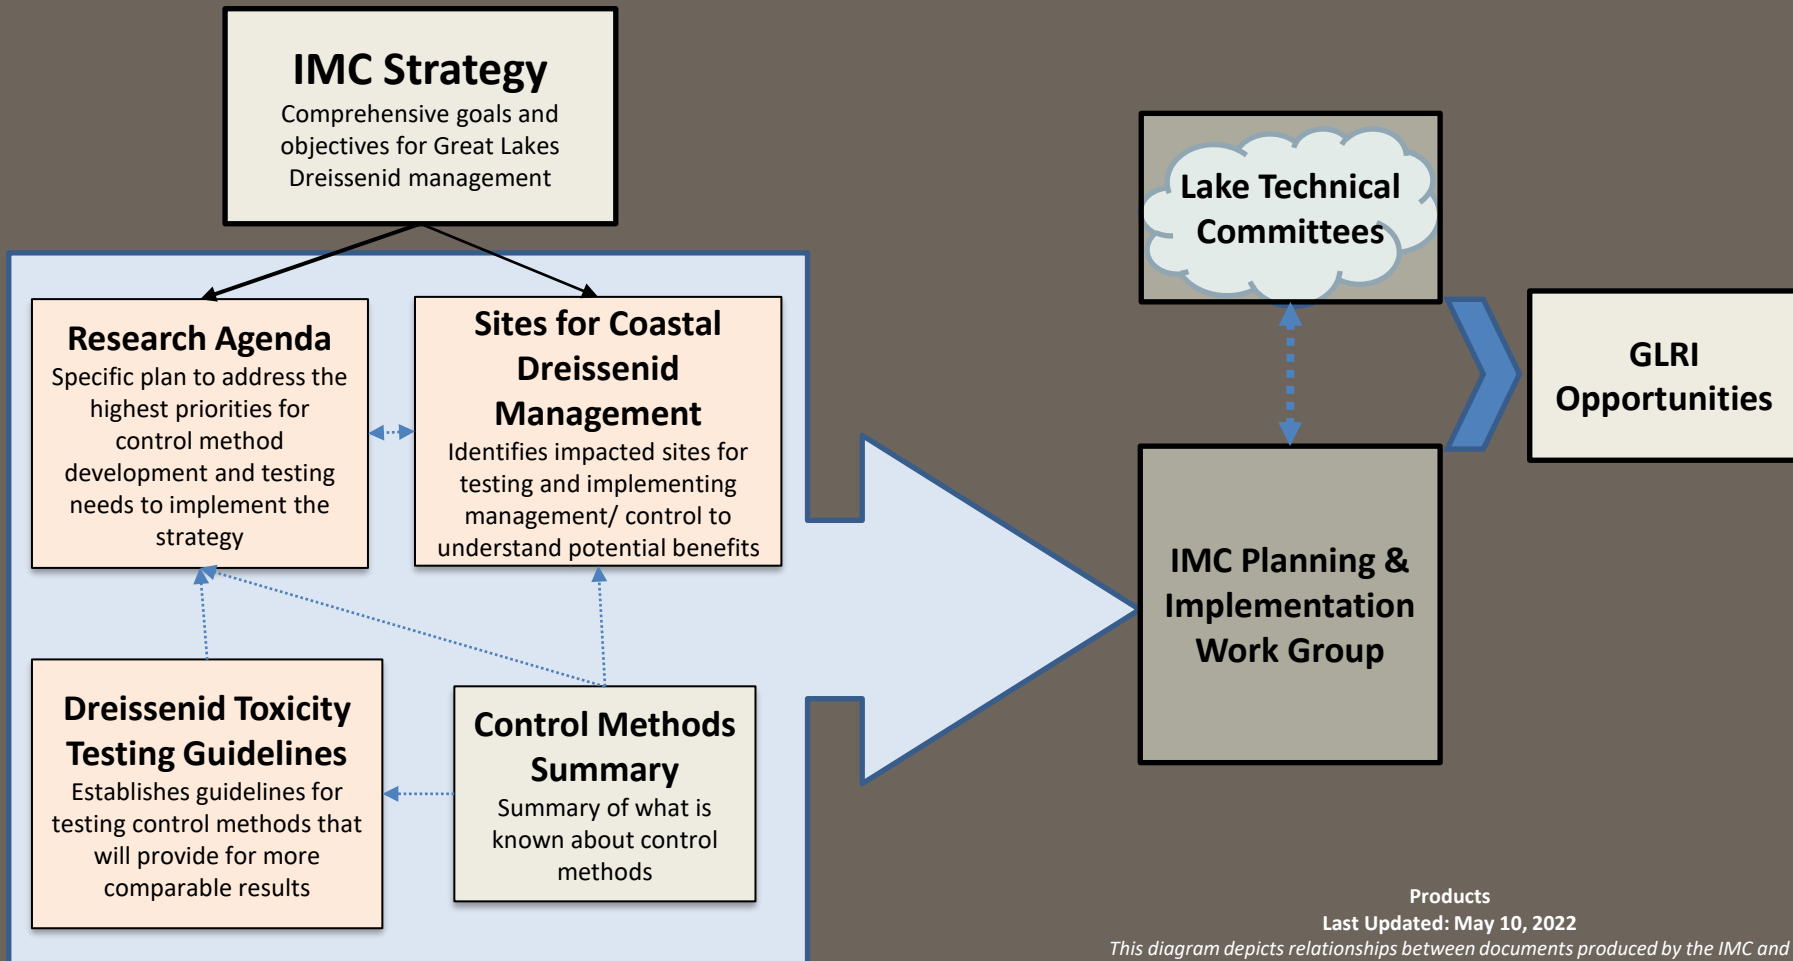 IMC Strategy
Comprehensive goals and
objectives for Great Lakes
Dreissenid management
Research Agenda
Specific plan to address the
highest priorities for
control method
development and testing
needs to implement the
strategy
Sites for Coastal
Dreissenid
Management
Identifies impacted sites for
testing and implementing
management/ control to
understand potential benefits
Dreissenid Toxicity
Testing Guidelines
Establishes guidelines for
testing control methods that
will provide for more
comparable results
Control Methods
Summary
Summary of what is
known about control
methods
Lake Technical
Committees
IMC Planning &
Implementation
Work Group
GLRI
Opportunities
Products
Last Updated: May 10, 2022
This diagram depicts relationships between documents produced by the IMC and